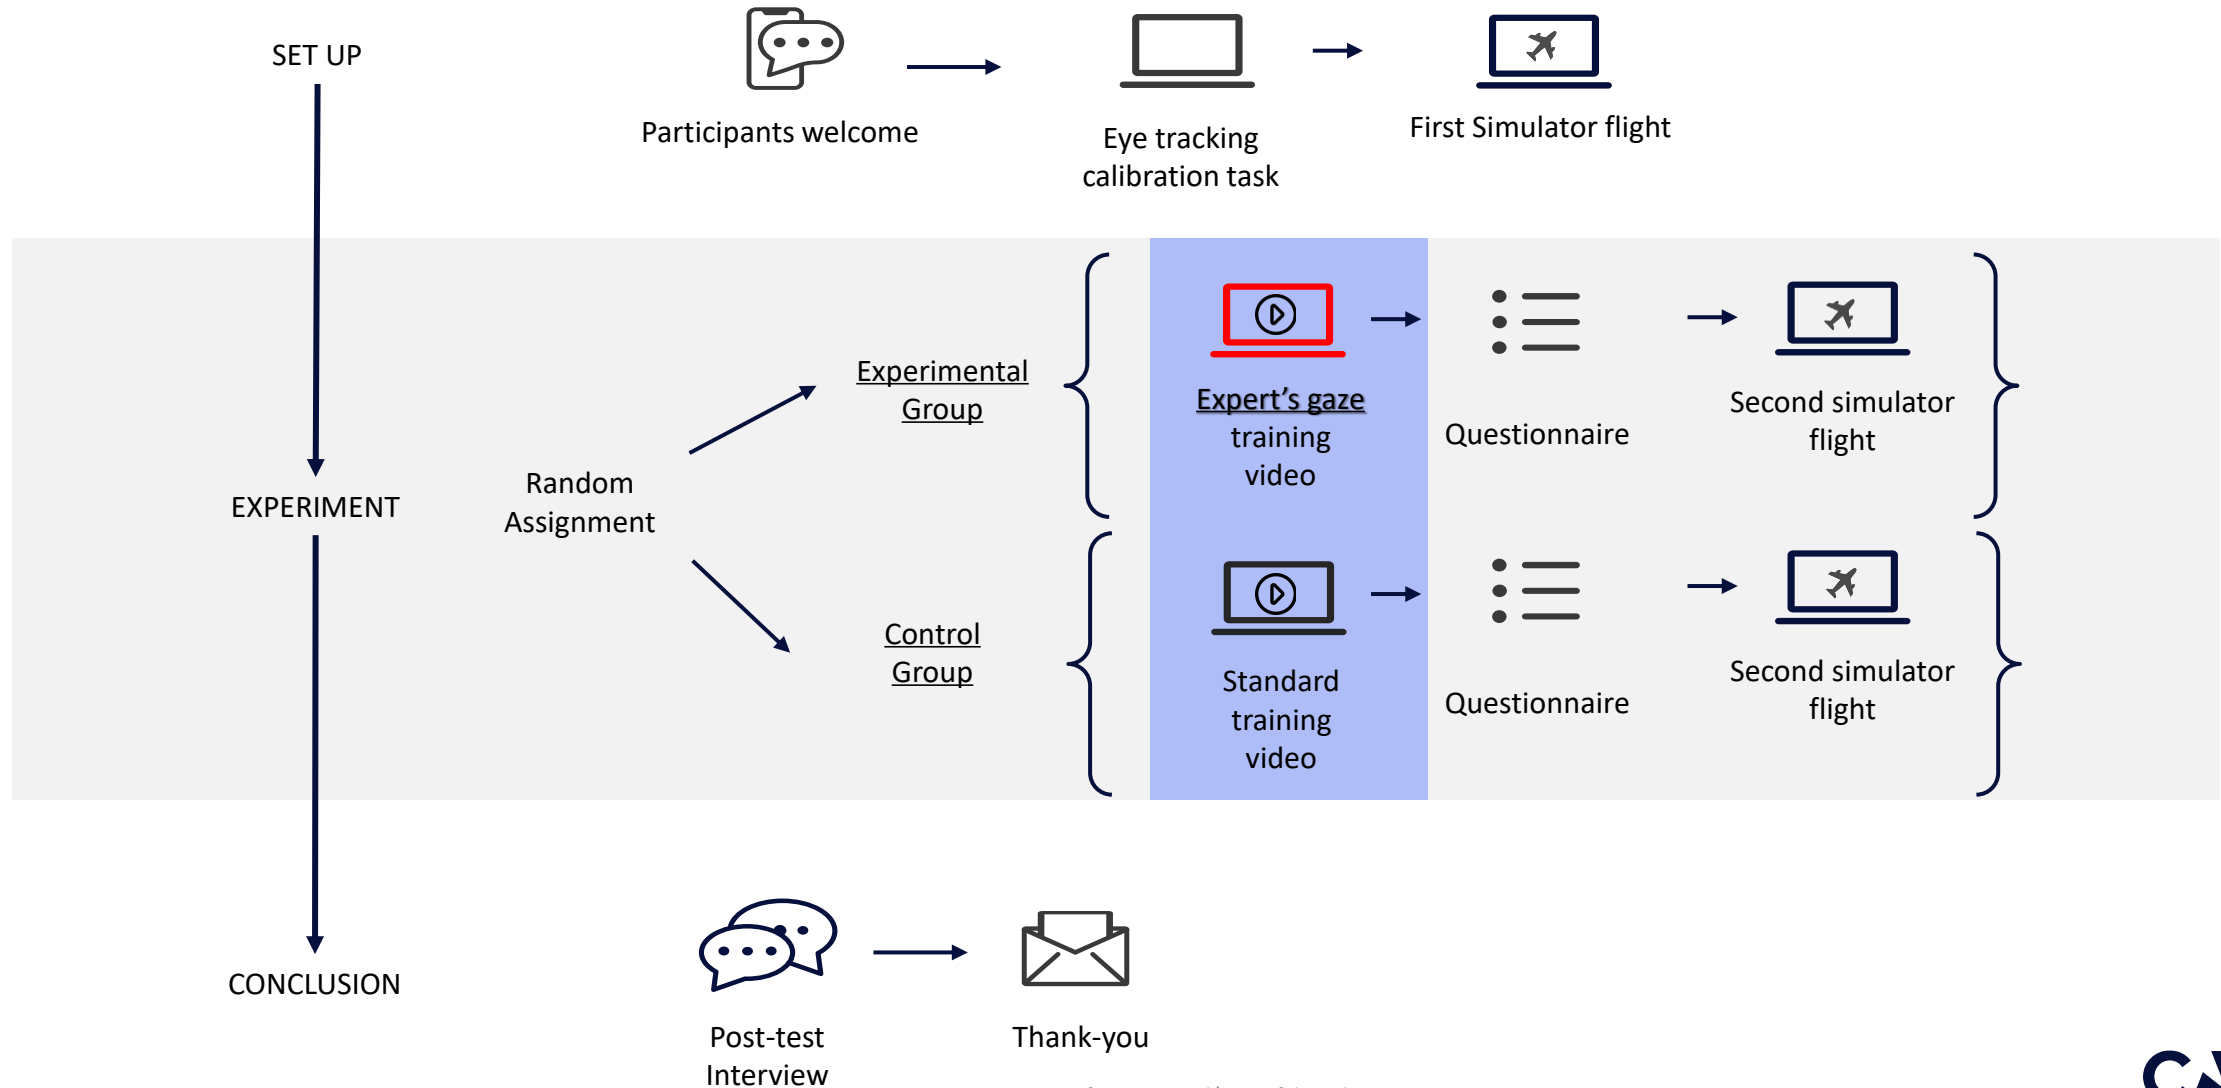 SET UP
Participants welcome
Eye tracking
calibration task
First Simulator flight
EXPERIMENT
Random
Assignment
Experimental
Group
Expert's gaze
training
video
Questionnaire
Second simulator
flight
Control
Group
Standard
training
video
Questionnaire
Second simulator
flight
CONCLUSION
Post-test
Interview
Thank-you